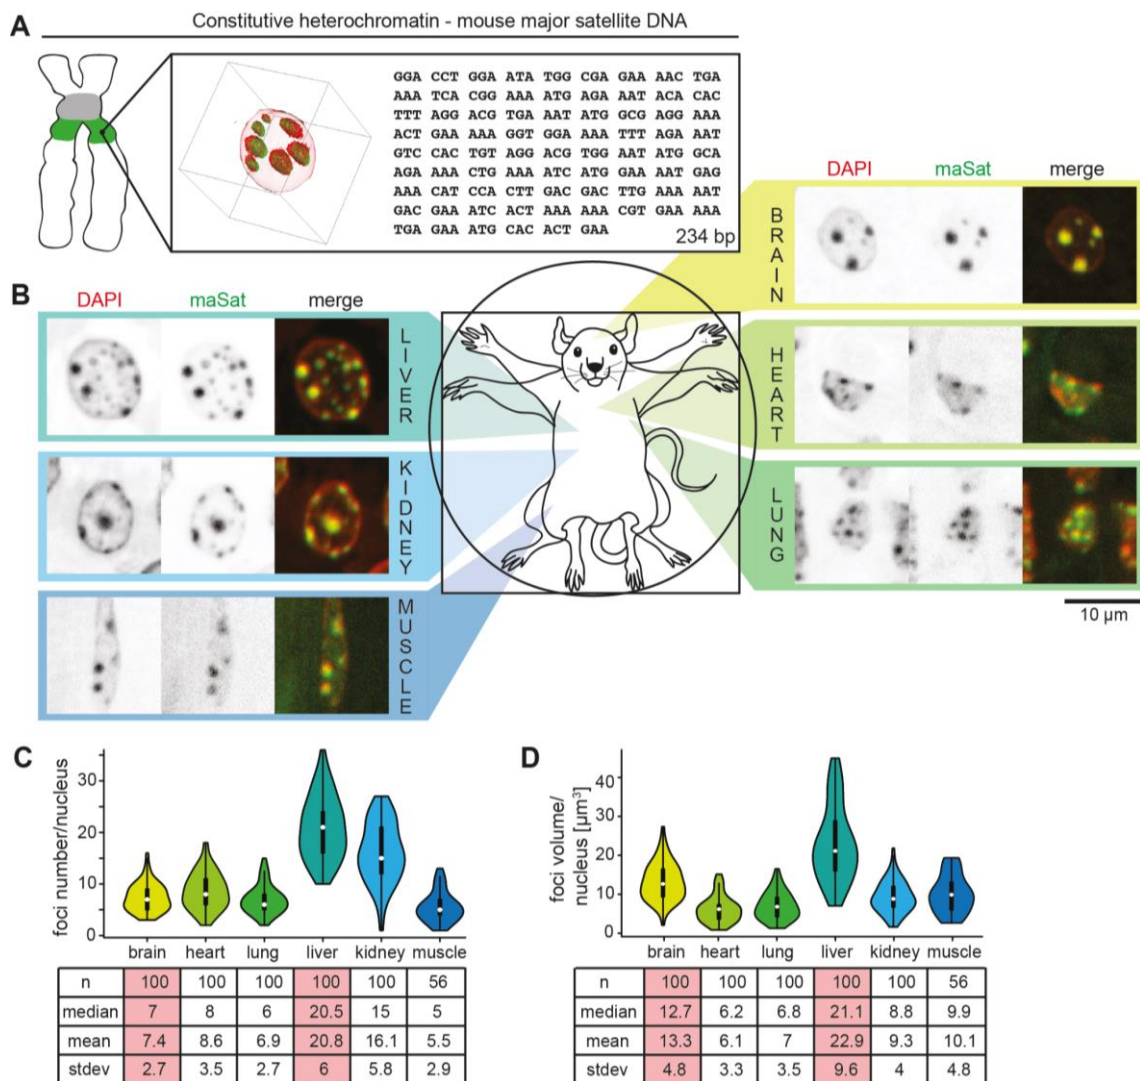 A
Constitutive heterochromatin - mouse major satellite DNA
GGA CCT GGA ATA TGG CGA GAA AAC TGA
AAA TCA CGG AAA ATG AGA AAT ACA CAC
TTT AGG ACG TGA AAT ATG GCG AGG AAA
ACT GAA AAA GGT GGA AAA TTT AGA AAT
GTC CAC TGT AGG ACG TGG AAT ATG GCA
AGA AAA CTG AAA ATC ATG GAA AAT GAG
AAA CAT CCA CTT GAC GAC TTG AAA AAT
GAC GAA ATC ACT AAA AAA CGT GAA AAA
TGA GAA ATG CAC ACT GAA
234 bp
B
DAPI maSat merge
LIVER
KIDNEY
MUSCLE
DAPI maSat merge
BRAIN
HEART
LUNG
10 µm
C
foci number/nucleus
30
20
10
0
brain heart lung liver kidney muscle
n 100 100 100 100 100 56
median 7 8 6 20.5 15 5
mean 7.4 8.6 6.9 20.8 16.1 5.5
stdev 2.7 3.5 2.7 6 5.8 2.9
D
foci volume/
nucleus [µm³]
40
30
20
10
0
brain heart lung liver kidney muscle
n 100 100 100 100 100 56
median 12.7 6.2 6.8 21.1 8.8 9.9
mean 13.3 6.1 7 22.9 9.3 10.1
stdev 4.8 3.3 3.5 9.6 4 4.8